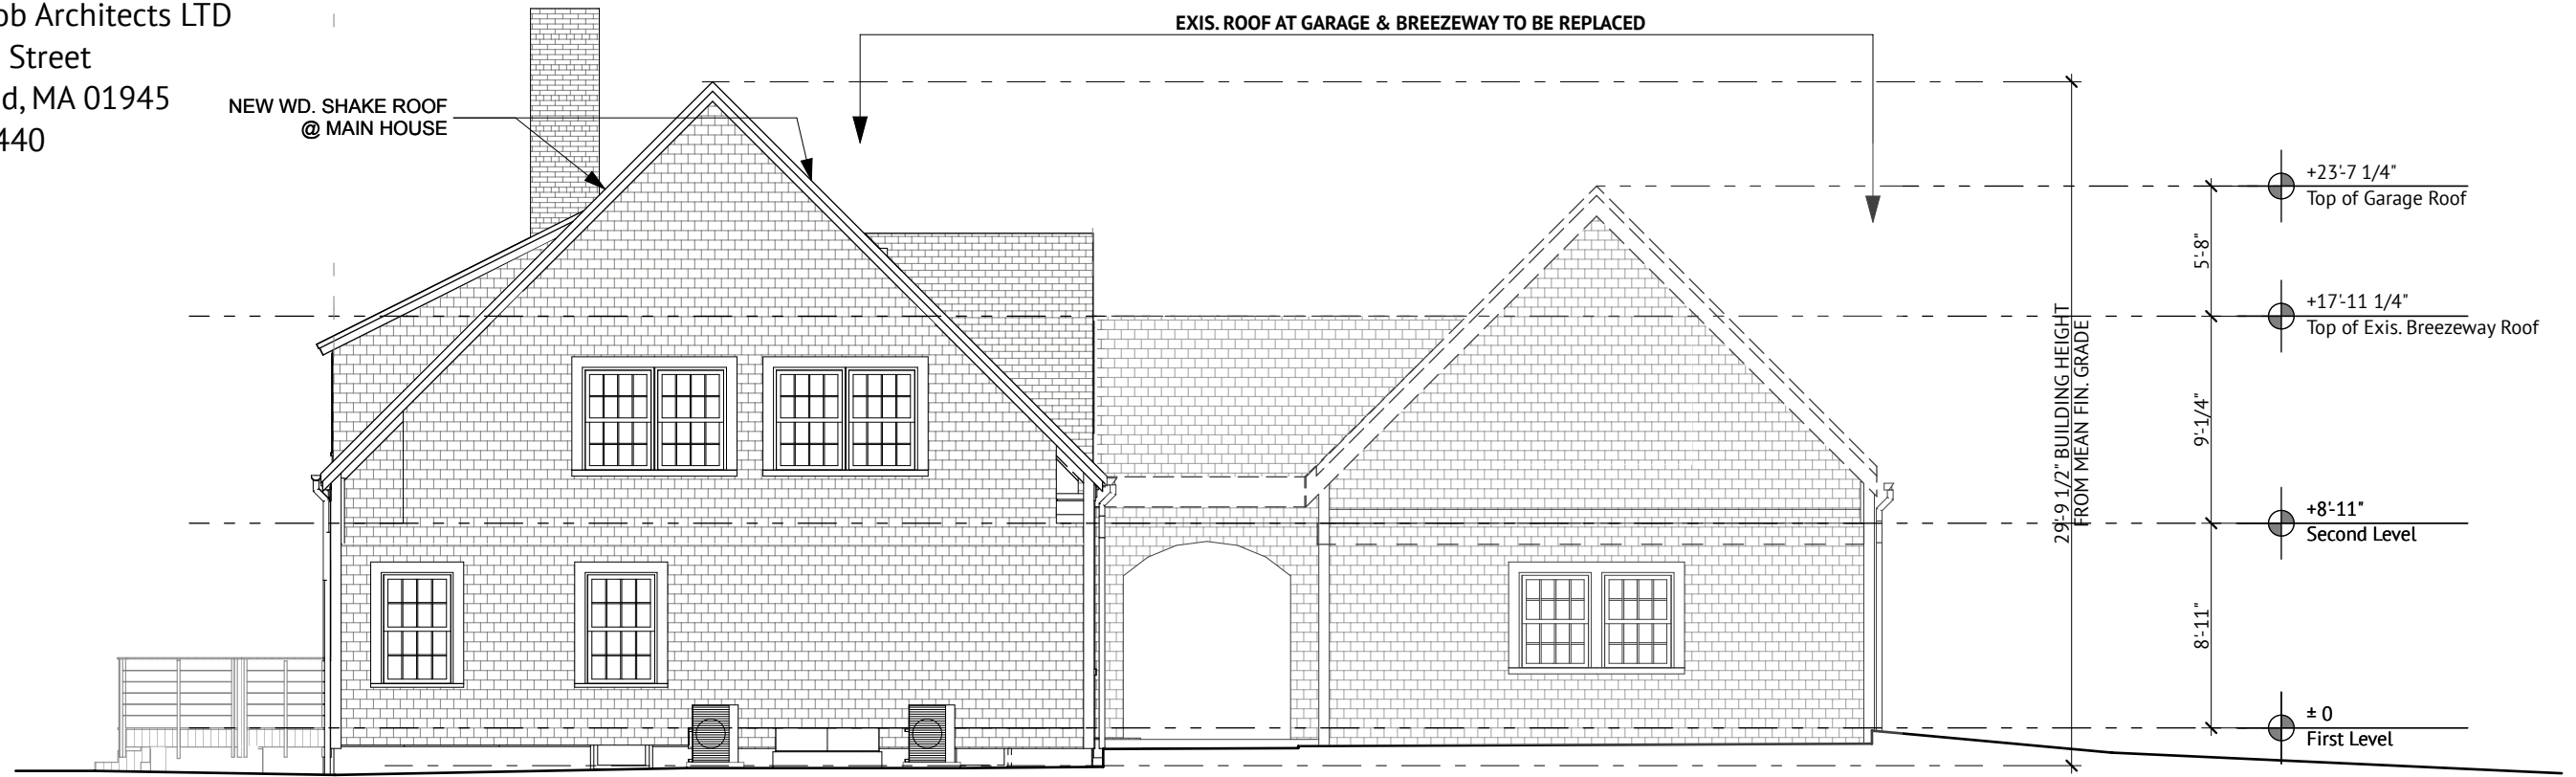 ob Architects LTD
Street
d, MA 01945
440
EXIS. ROOF AT GARAGE & BREEZEWAY TO BE REPLACED
NEW WD. SHAKE ROOF
@ MAIN HOUSE
29'-9 1/2" BUILDING HEIGHT
FROM MEAN FIN. GRADE
5'-8"
9'-1/4"
8'-11"
+23'-7 1/4"
Top of Garage Roof
+17'-11 1/4"
Top of Exis. Breezeway Roof
+8'-11"
Second Level
± 0
First Level